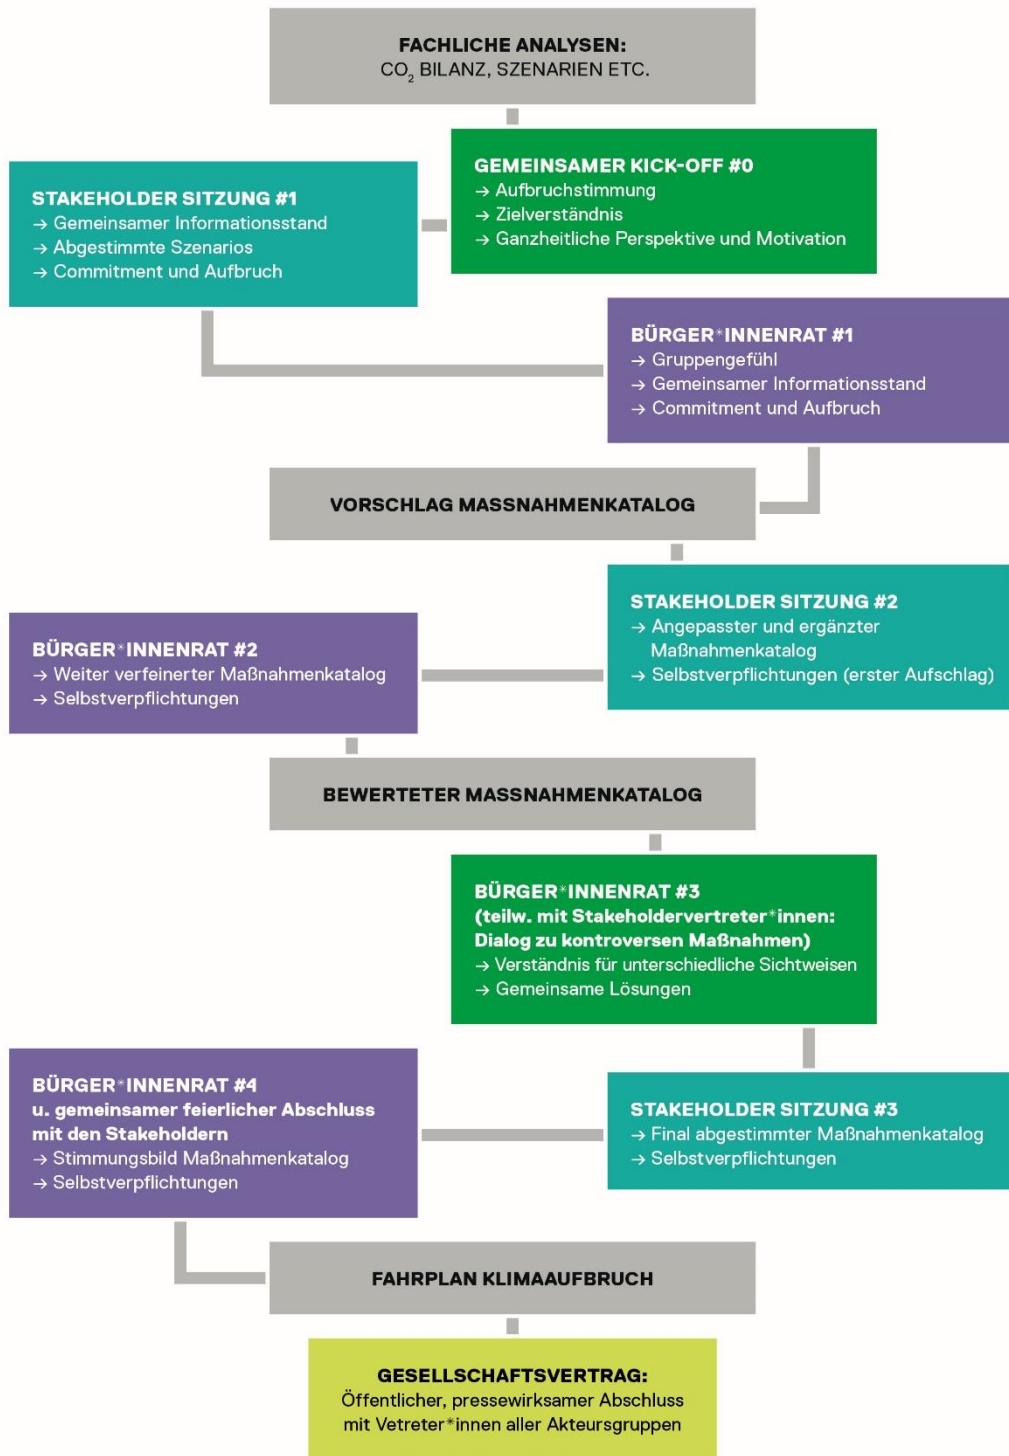 FACHLICHE ANALYSEN:
CO₂ BILANZ, SZENARIEN ETC.
GEMEINSAMER KICK-OFF #0
→ Aufbruchstimmung
→ Zielverständnis
→ Ganzheitliche Perspektive und Motivation
STAKEHOLDER SITZUNG #1
→ Gemeinsamer Informationsstand
→ Abgestimmte Szenarios
→ Commitment und Aufbruch
BÜRGER*INNENRAT #1
→ Gruppengefühl
→ Gemeinsamer Informationsstand
→ Commitment und Aufbruch
VORSCHLAG MASSNAHMENKATALOG
STAKEHOLDER SITZUNG #2
→ Angepasster und ergänzter
Maßnahmenkatalog
→ Selbstverpflichtungen (erster Aufschlag)
BÜRGER*INNENRAT #2
→ Weiter verfeinerter Maßnahmenkatalog
→ Selbstverpflichtungen
BEWERTETER MASSNAHMENKATALOG
BÜRGER*INNENRAT #3
(teilw. mit Stakeholdervertreter*innen:
Dialog zu kontroversen Maßnahmen)
→ Verständnis für unterschiedliche Sichtweisen
→ Gemeinsame Lösungen
STAKEHOLDER SITZUNG #3
→ Final abgestimmter Maßnahmenkatalog
→ Selbstverpflichtungen
BÜRGER*INNENRAT #4
u. gemeinsamer feierlicher Abschluss
mit den Stakeholdern
→ Stimmungsbild Maßnahmenkatalog
→ Selbstverpflichtungen
FAHRPLAN KLIMAAUFBRUCH
GESELLSCHAFTSVERTRAG:
Öffentlicher, pressewirksamer Abschluss
mit Vetreter*innen aller Akteursgruppen